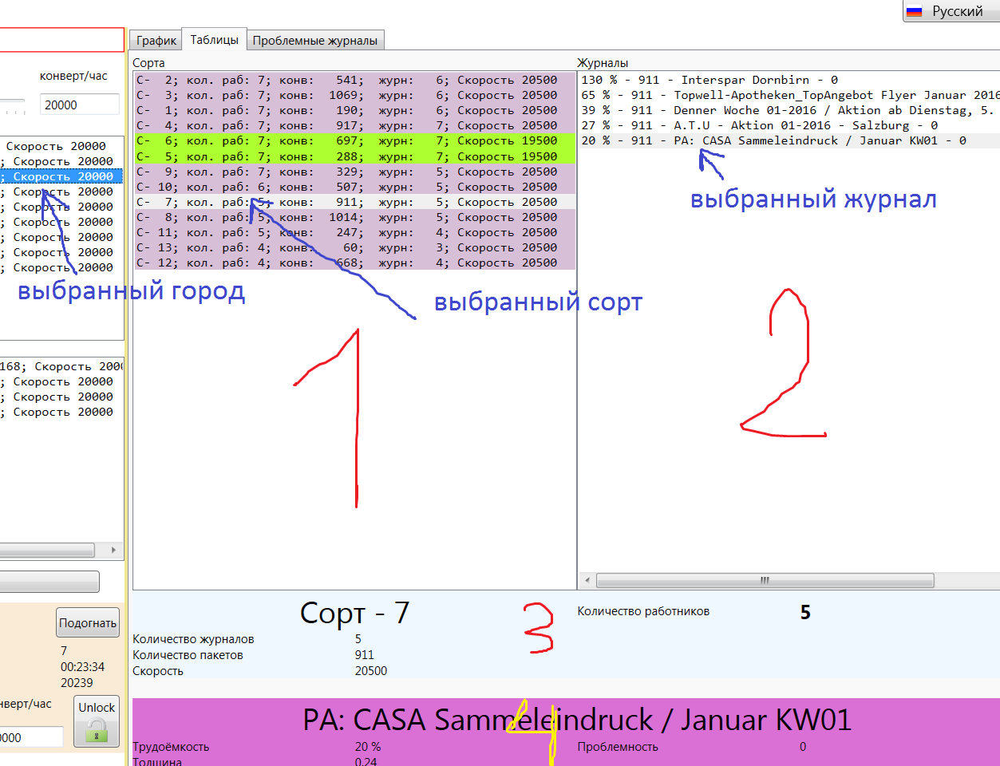 Русский
График
Таблицы
Проблемные журналы
конверт/час
20000
Сорта
С- 2; кол. раб: 7; конв: 541; журн: 6; Скорость 20500
С- 3; кол. раб: 7; конв: 1069; журн: 6; Скорость 20500
С- 1; кол. раб: 7; конв: 190; журн: 6; Скорость 20500
С- 4; кол. раб: 7; конв: 917; журн: 7; Скорость 20500
С- 6; кол. раб: 7; конв: 697; журн: 7; Скорость 19500
С- 5; кол. раб: 7; конв: 288; журн: 7; Скорость 19500
С- 9; кол. раб: 7; конв: 329; журн: 5; Скорость 20500
С- 10; кол. раб: 6; конв: 507; журн: 5; Скорость 20500
С- 7; кол. раб: 5; конв: 911; журн: 5; Скорость 20500
С- 8; кол. раб: 5; конв: 1014; журн: 5; Скорость 20500
С- 11; кол. раб: 5; конв: 247; журн: 4; Скорость 20500
С- 13; кол. раб: 4; конв: 60; журн: 3; Скорость 20500
С- 12; кол. раб: 4; конв: 668; журн: 4; Скорость 20500
Журналы
130 % - 911 - Interspar Dornbirn - 0
65 % - 911 - Topwell-Apotheken_TopAngebot Flyer Januar 2016
39 % - 911 - Denner Woche 01-2016 / Aktion ab Dienstag, 5.
27 % - 911 - A.T.U - Aktion 01-2016 - Salzburg - 0
20 % - 911 - PA: CASA Sammeleindruck / Januar KW01 - 0
Скорость 20000
; Скорость 20000
; Скорость 20000
; Скорость 20000
; Скорость 20000
; Скорость 20000
; Скорость 20000
; Скорость 20000
; Скорость 20000
выбранный город
выбранный сорт
выбранный журнал
1
2
168; Скорость 2000
; Скорость 20000
; Скорость 20000
; Скорость 20000
Подогнать
7
00:23:34
20239
нверт/час
0000
Unlock
Сорт - 7
3
Количество работников 5
Количество журналов 5
Количество пакетов 911
Скорость 20500
PA: CASA Sammeleindruck / Januar KW01
4
Трудоёмкость 20 %
Проблемность 0
Толщина 0.24